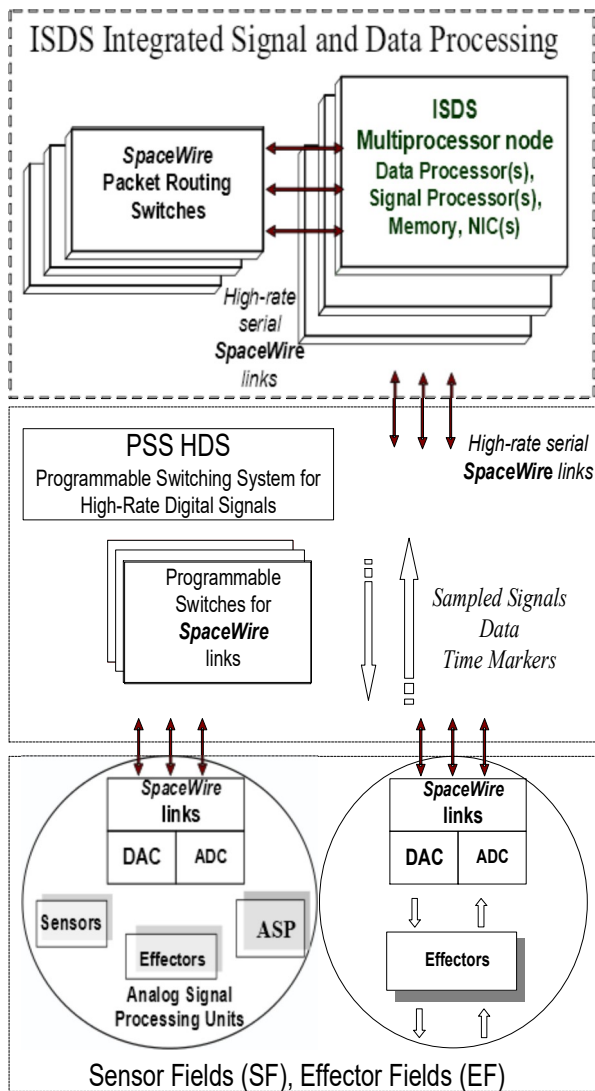 ISDS Integrated Signal and Data Processing
SpaceWire
Packet Routing
Switches
ISDS
Multiprocessor node
Data Processor(s),
Signal Processor(s),
Memory, NIC(s)
High-rate
serial
SpaceWire
links
PSS HDS
Programmable Switching System for
High-Rate Digital Signals
High-rate serial
SpaceWire links
Programmable
Switches for
SpaceWire
links
Sampled Signals
Data
Time Markers
SpaceWire
links
DAC
ADC
Sensors
ASP
Effectors
Analog Signal
Processing Units
SpaceWire
links
DAC
ADC
Effectors
Sensor Fields (SF), Effector Fields (EF)